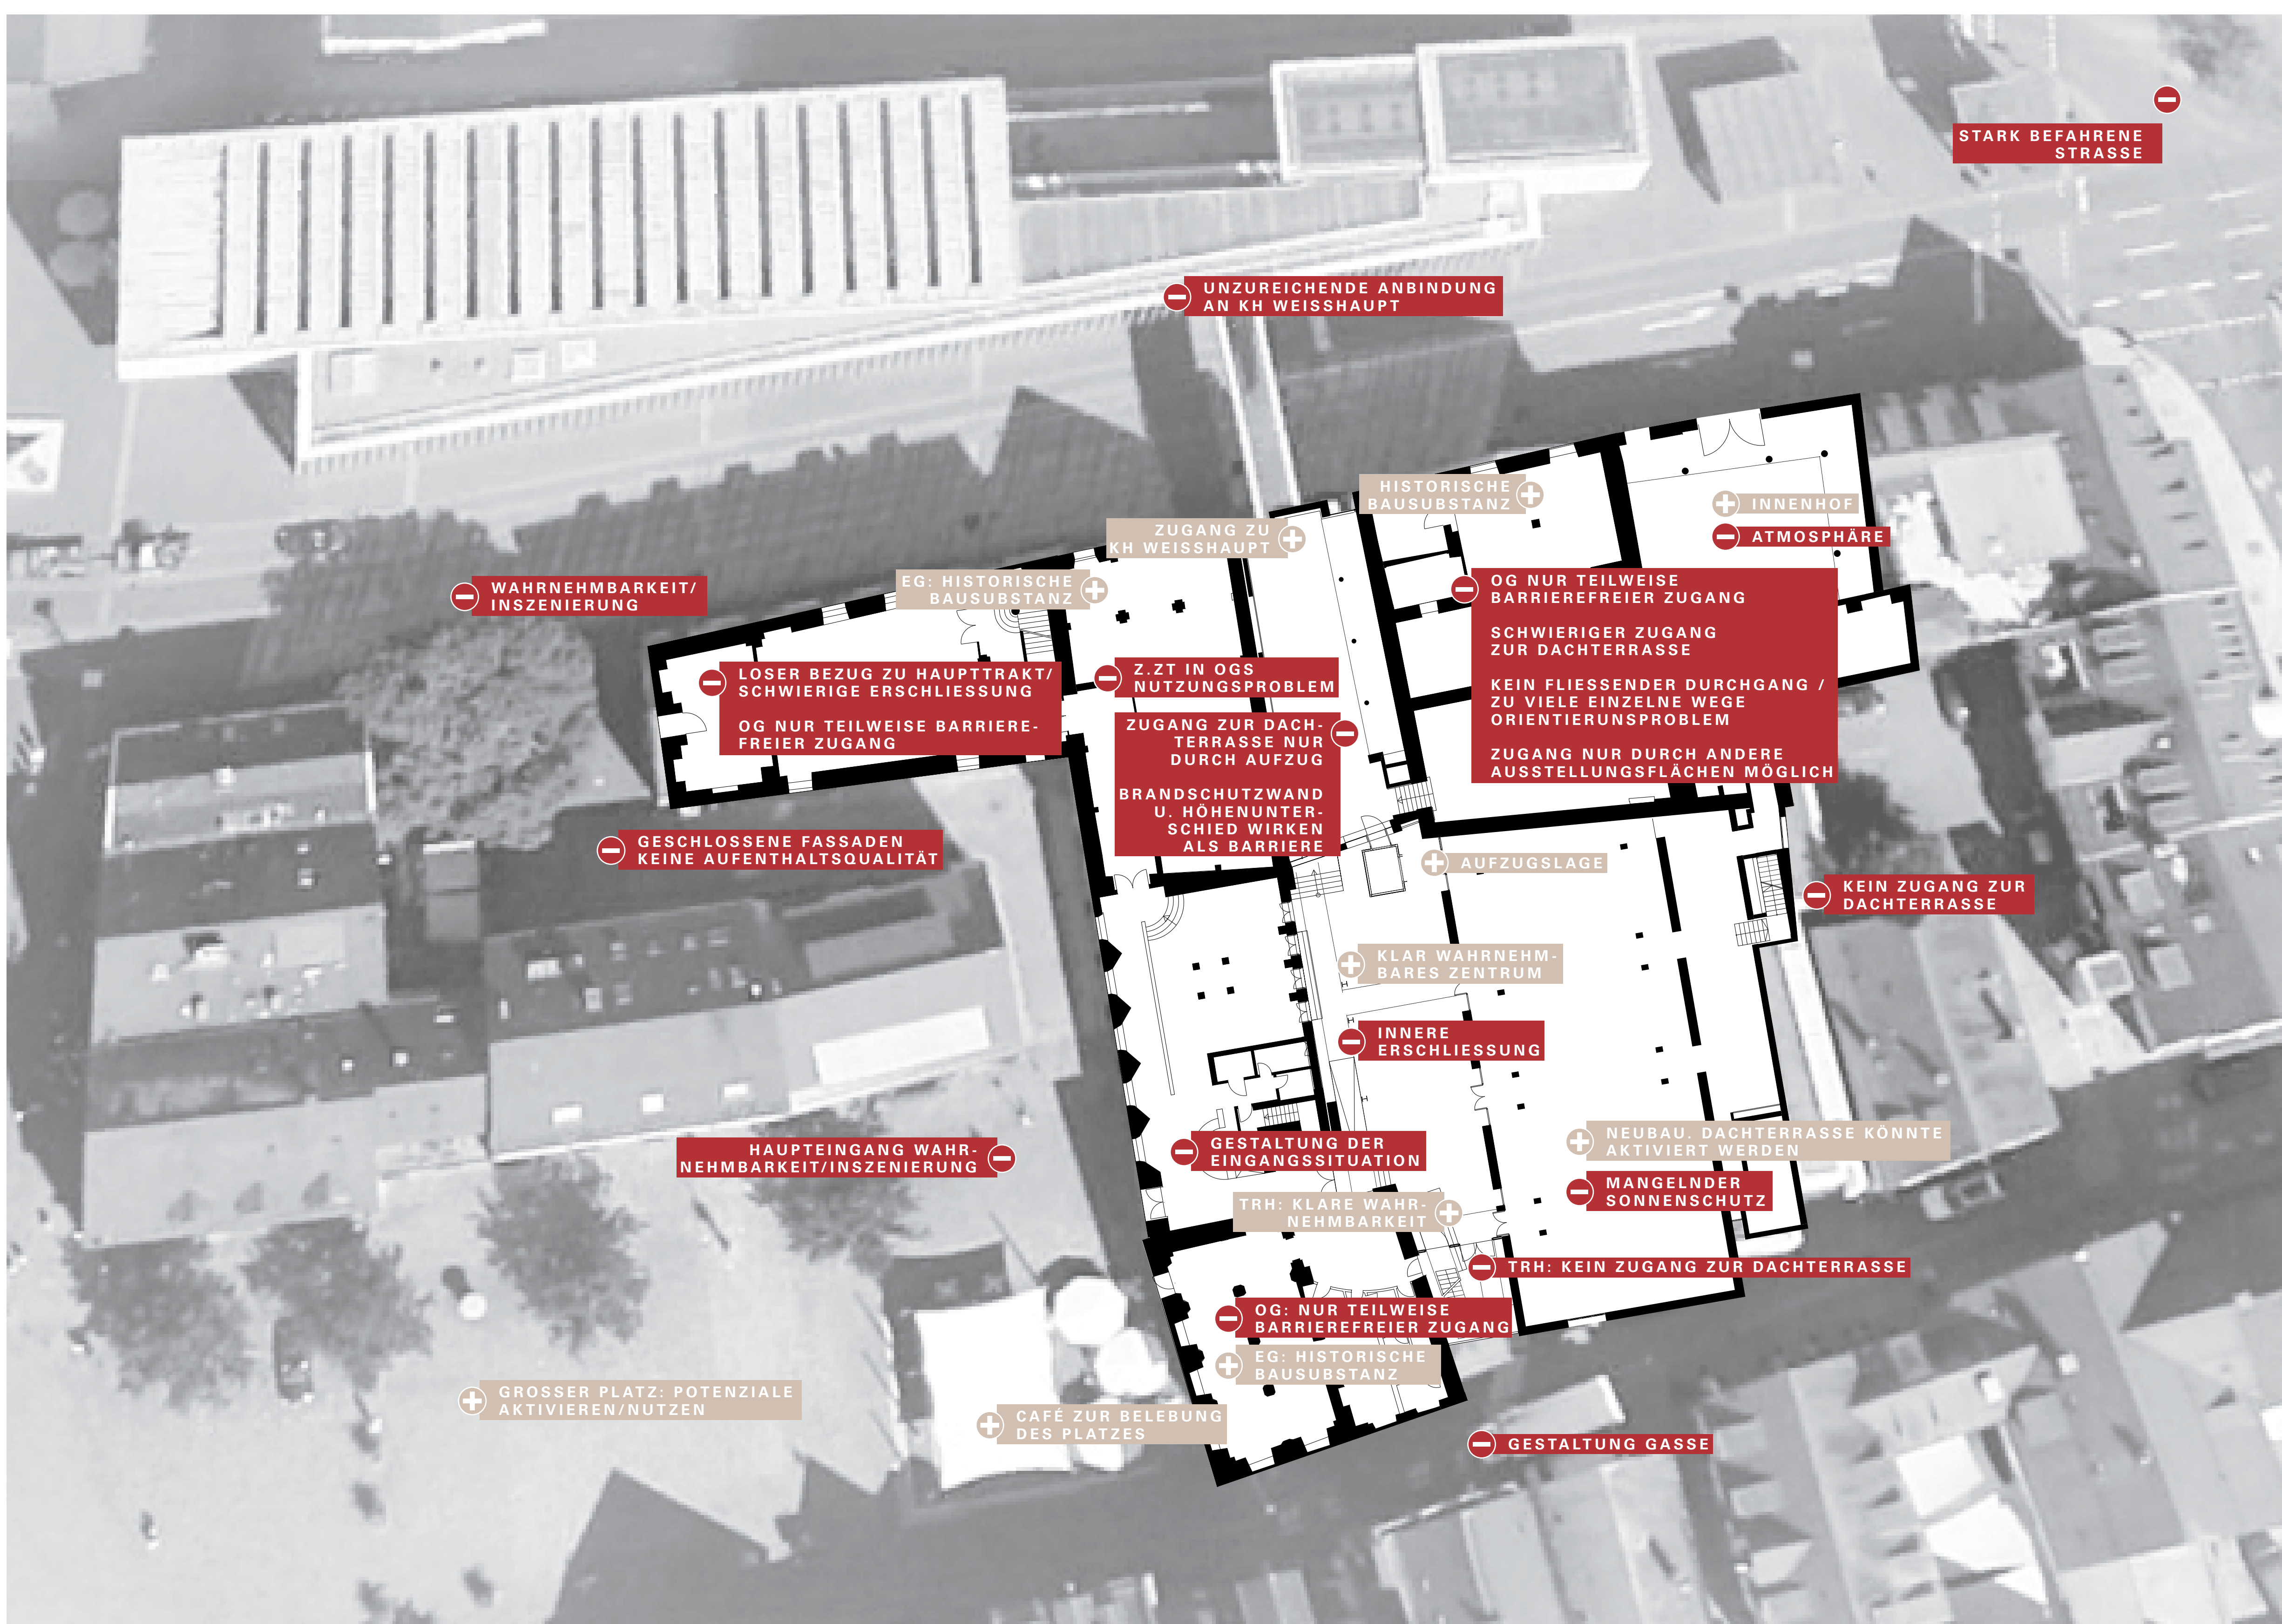 STARK BEFAHRENE
STRASSE
UNZUREICHENDE ANBINDUNG
AN KH WEISSHAUPT
HISTORISCHE
BAUSUBSTANZ
INNENHOF
ATMOSPHÄRE
ZUGANG ZU
KH WEISSHAUPT
EG: HISTORISCHE
BAUSUBSTANZ
WAHRNEHMBARKEIT/
INSZENIERUNG
OG NUR TEILWEISE
BARRIEREFREIER ZUGANG
SCHWIERIGER ZUGANG
ZUR DACHTERRASSE
KEIN FLIESSENDER DURCHGANG /
ZU VIELE EINZELNE WEGE
ORIENTIERUNSPROBLEM
ZUGANG NUR DURCH ANDERE
AUSSTELLUNGSFLÄCHEN MÖGLICH
LOSER BEZUG ZU HAUPTTRAKT/
SCHWIERIGE ERSCHLIESSUNG
OG NUR TEILWEISE BARRIERE-
FREIER ZUGANG
Z.ZT IN OGS
NUTZUNGSPROBLEM
ZUGANG ZUR DACH-
TERRASSE NUR
DURCH AUFZUG
BRANDSCHUTZWAND
U. HÖHENUNTER-
SCHIED WIRKEN
ALS BARRIERE
GESCHLOSSENE FASSADEN
KEINE AUFENTHALTSQUALITÄT
AUFZUGSLAGE
KEIN ZUGANG ZUR
DACHTERRASSE
KLAR WAHRNEHM-
BARES ZENTRUM
INNERE
ERSCHLIESSUNG
HAUPTEINGANG WAHR-
NEHMBARKEIT/INSZENIERUNG
GESTALTUNG DER
EINGANGSSITUATION
NEUBAU. DACHTERRASSE KÖNNTE
AKTIVIERT WERDEN
MANGELNDER
SONNENSCHUTZ
TRH: KLARE WAHR-
NEHMBARKEIT
TRH: KEIN ZUGANG ZUR DACHTERRASSE
OG: NUR TEILWEISE
BARRIEREFREIER ZUGANG
EG: HISTORISCHE
BAUSUBSTANZ
GROSSER PLATZ: POTENZIALE
AKTIVIEREN/NUTZEN
CAFÉ ZUR BELEBUNG
DES PLATZES
GESTALTUNG GASSE